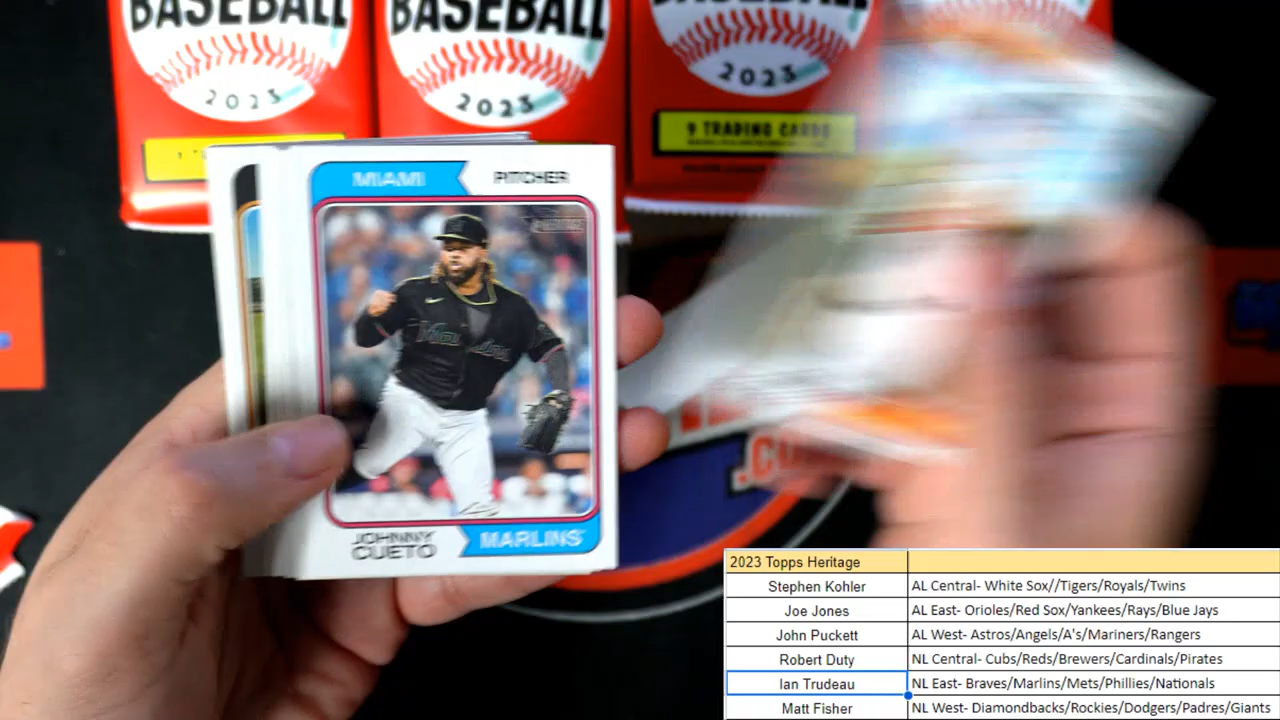 BASEBALL
2023
BASEBALL
2023
BASEBALL
2023
9 TRADING CARDS
MIAMI
PITCHER
JOHNNY
CUETO
MARLINS
.CO
2023 Topps Heritage
Stephen Kohler AL Central- White Sox//Tigers/Royals/Twins
Joe Jones AL East- Orioles/Red Sox/Yankees/Rays/Blue Jays
John Puckett AL West- Astros/Angels/A's/Mariners/Rangers
Robert Duty NL Central- Cubs/Reds/Brewers/Cardinals/Pirates
Ian Trudeau NL East- Braves/Marlins/Mets/Phillies/Nationals
Matt Fisher NL West- Diamondbacks/Rockies/Dodgers/Padres/Giants